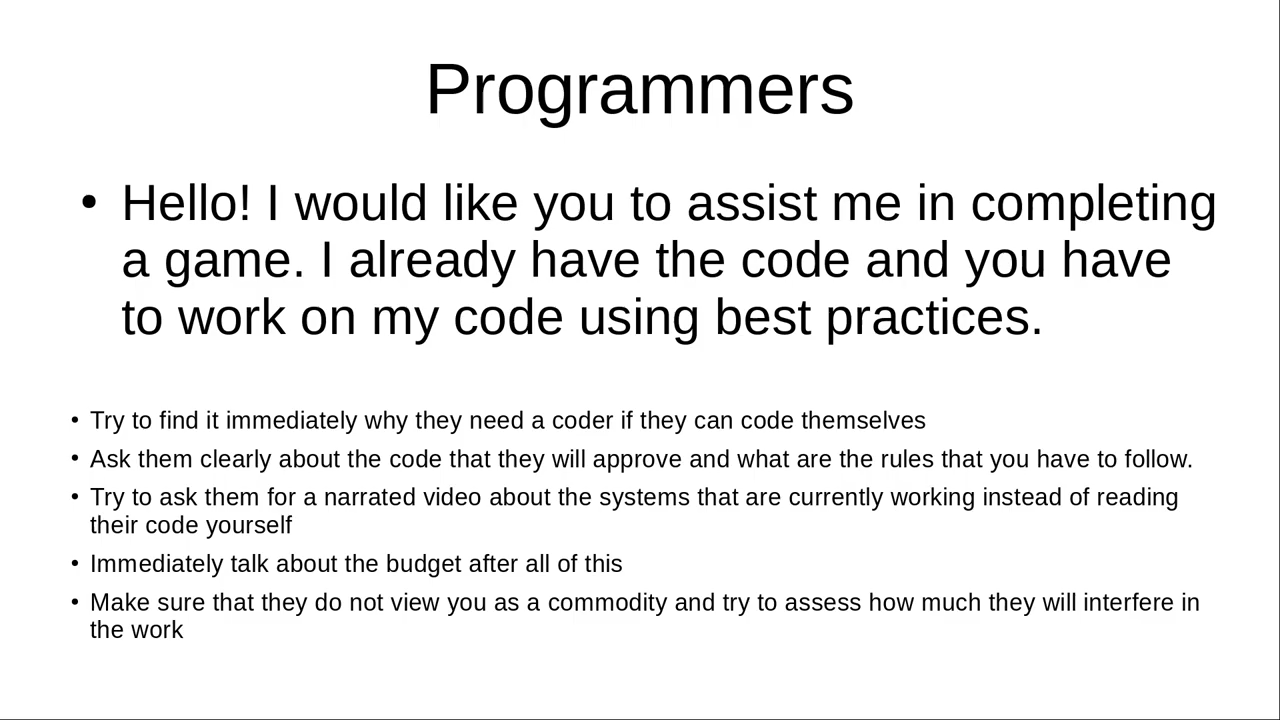 Programmers
• Hello! I would like you to assist me in completing
a game. I already have the code and you have
to work on my code using best practices.
• Try to find it immediately why they need a coder if they can code themselves
• Ask them clearly about the code that they will approve and what are the rules that you have to follow.
• Try to ask them for a narrated video about the systems that are currently working instead of reading
their code yourself
• Immediately talk about the budget after all of this
• Make sure that they do not view you as a commodity and try to assess how much they will interfere in
the work